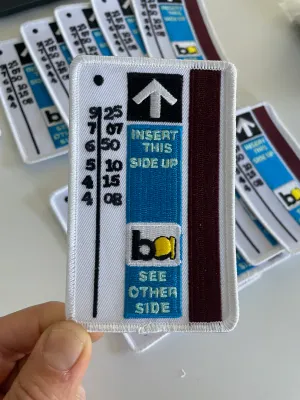 9 25
7 07
6 50
5 10
4 15
4 08
INSERT
THIS
SIDE UP
ba
SEE
OTHER
SIDE